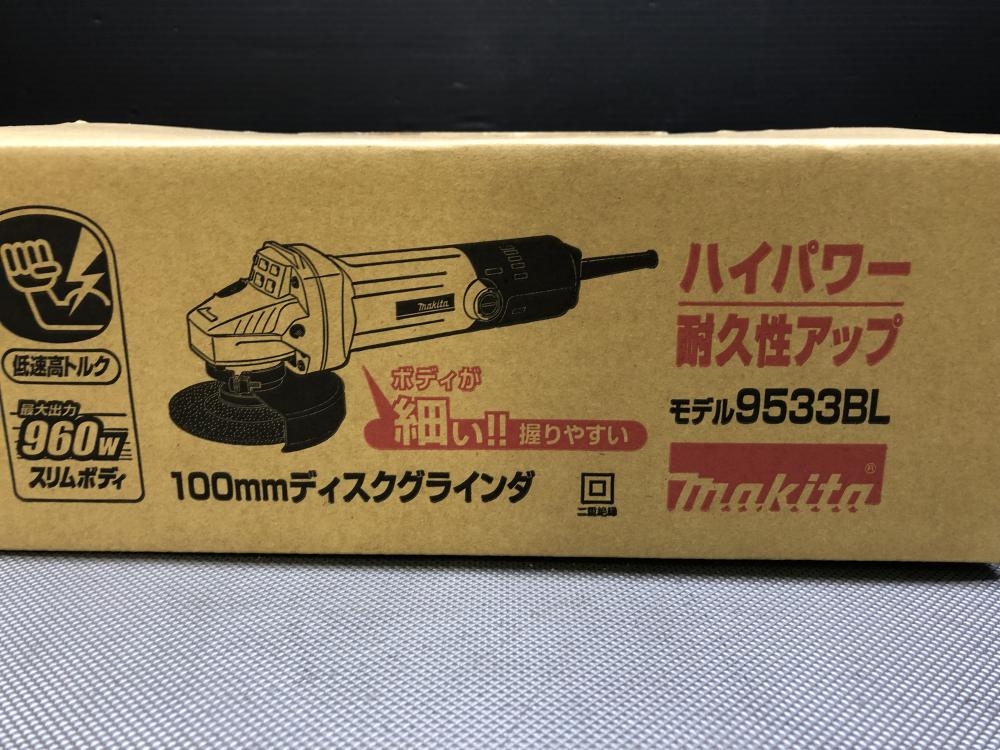 低速高トルク
最大出力
960W
スリムボディ
makita
ボディが
細い!! 握りやすい
100mmディスクグラインダ
二重絶縁
ハイパワー
耐久性アップ
モデル9533BL
makita®